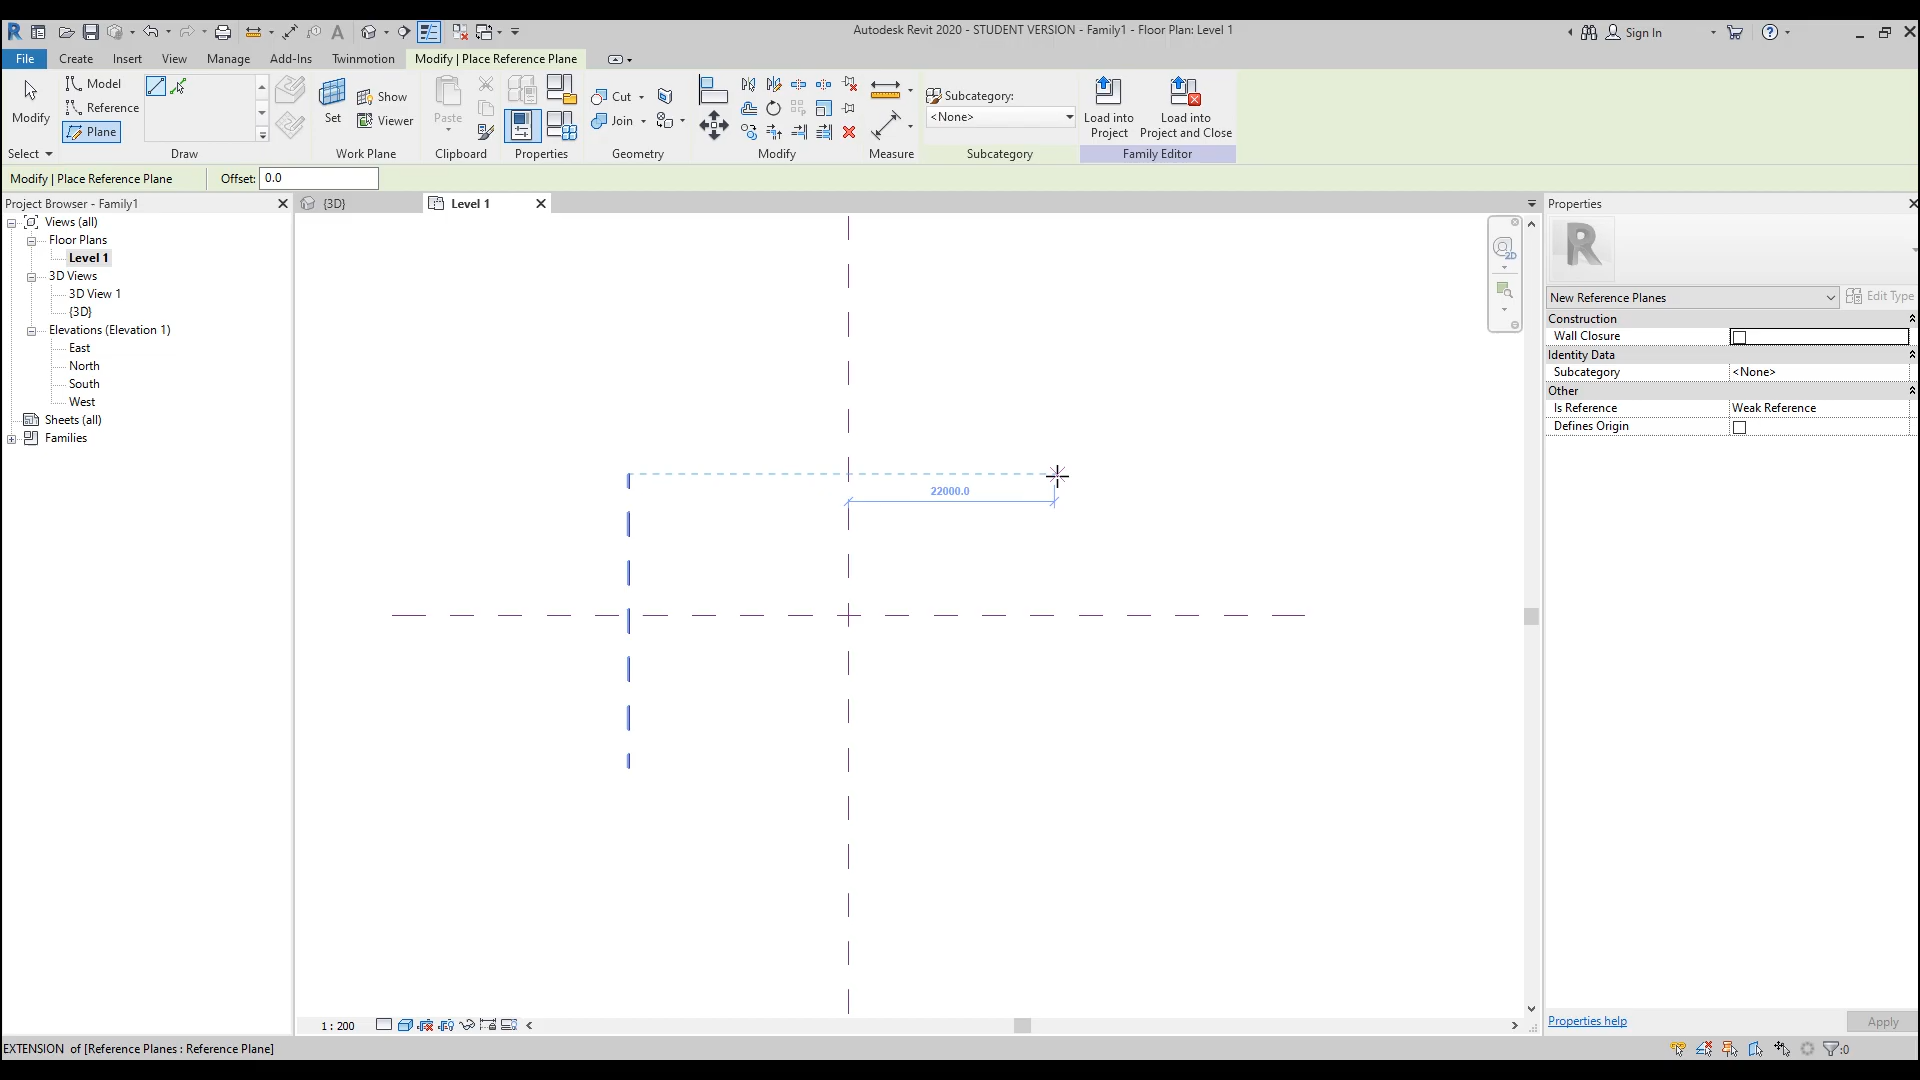 Autodesk Revit 2020 - STUDENT VERSION - Family1 - Floor Plan: Level 1
Sign In
File Create Insert View Manage Add-Ins Twinmotion Modify | Place Reference Plane
Modify
Model
Reference
Plane
Set
Show
Viewer
Paste
Cut
Join
Subcategory:
<None>
Load into
Project
Load into
Project and Close
Select Draw Work Plane Clipboard Properties Geometry Modify Measure Subcategory Family Editor
Modify | Place Reference Plane Offset: 0.0
Project Browser - Family1
Views (all)
Floor Plans
Level 1
3D Views
3D View 1
{3D}
Elevations (Elevation 1)
East
North
South
West
Sheets (all)
Families
{3D}
Level 1
2D
22000.0
Properties
R
New Reference Planes
Edit Type
Construction
Wall Closure
Identity Data
Subcategory <None>
Other
Is Reference Weak Reference
Defines Origin
Properties help
Apply
1 : 200
EXTENSION of [Reference Planes : Reference Plane]
:0